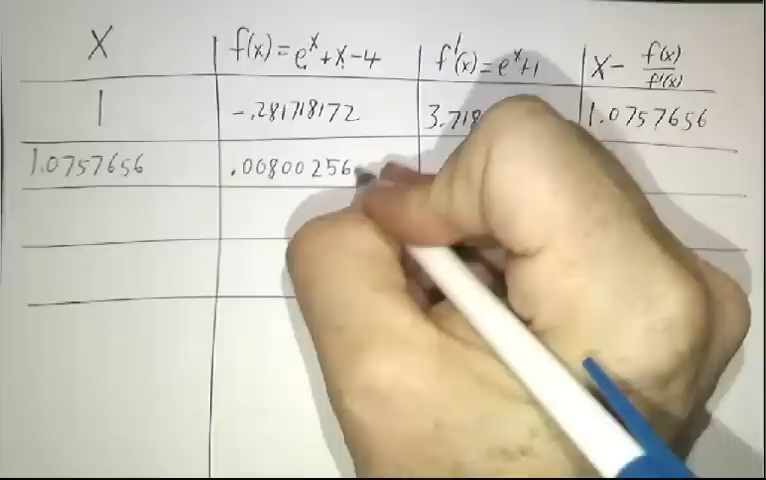 x f(x) = e^x + x - 4 f'(x) = e^x + 1 x - f(x)/f'(x)
1 -.281718172 3.718 1.0757656
1.0757656 .00800256